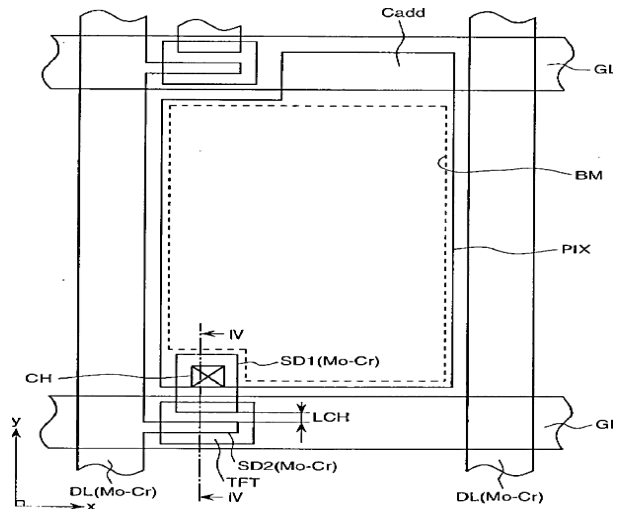 Cadd
GL
BM
PIX
IV
SD1(Mo-Cr)
CH
LCH
y
GL
SD2(Mo-Cr)
TFT
IV
DL(Mo-Cr)
x
DL(Mo-Cr)